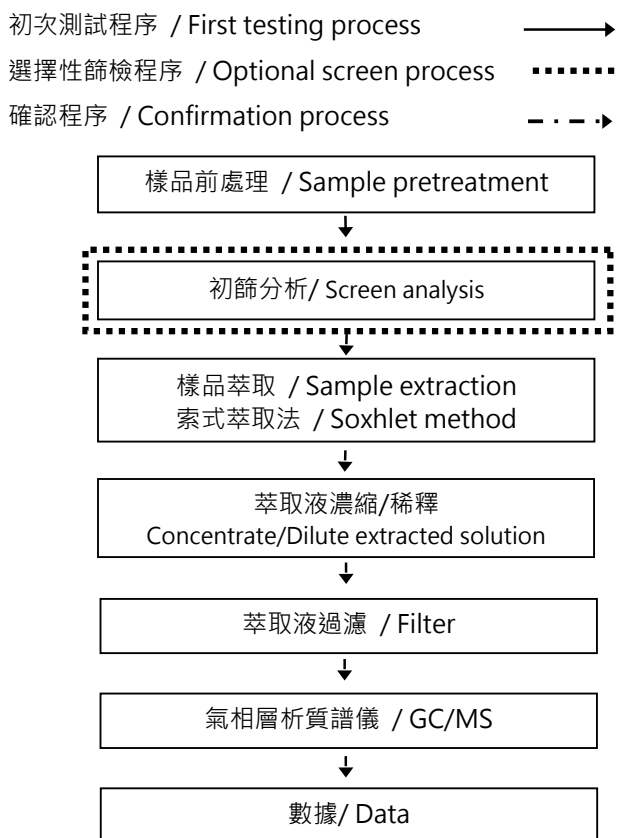 初次測試程序 / First testing process
選擇性篩檢程序 / Optional screen process
確認程序 / Confirmation process
樣品前處理 / Sample pretreatment
初篩分析/ Screen analysis
樣品萃取 / Sample extraction
索式萃取法 / Soxhlet method
萃取液濃縮/稀釋
Concentrate/Dilute extracted solution
萃取液過濾 / Filter
氣相層析質譜儀 / GC/MS
數據/ Data